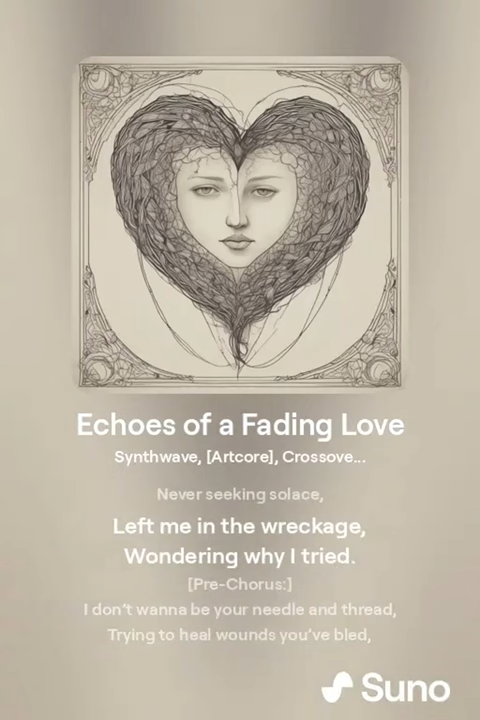 Echoes of a Fading Love
Synthwave, [Artcore], Crossove...
Never seeking solace,
Left me in the wreckage,
Wondering why I tried.
[Pre-Chorus:]
I don’t wanna be your needle and thread,
Trying to heal wounds you’ve bled,
Suno